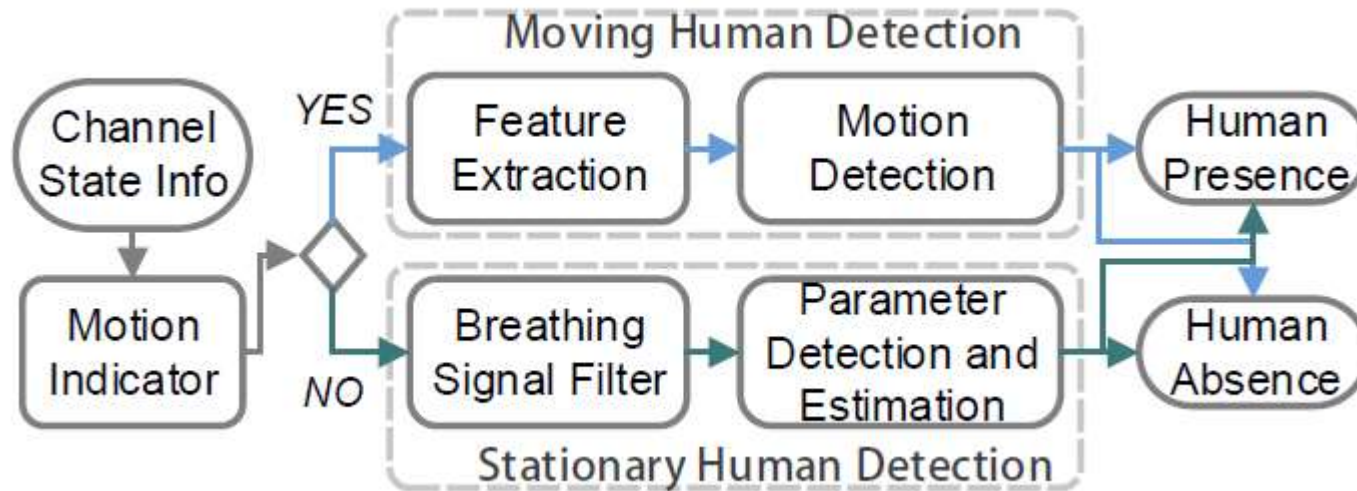 Moving Human Detection
Channel
State Info
YES
Feature
Extraction
Motion
Detection
Human
Presence
Motion
Indicator
NO
Breathing
Signal Filter
Parameter
Detection and
Estimation
Human
Absence
Stationary Human Detection